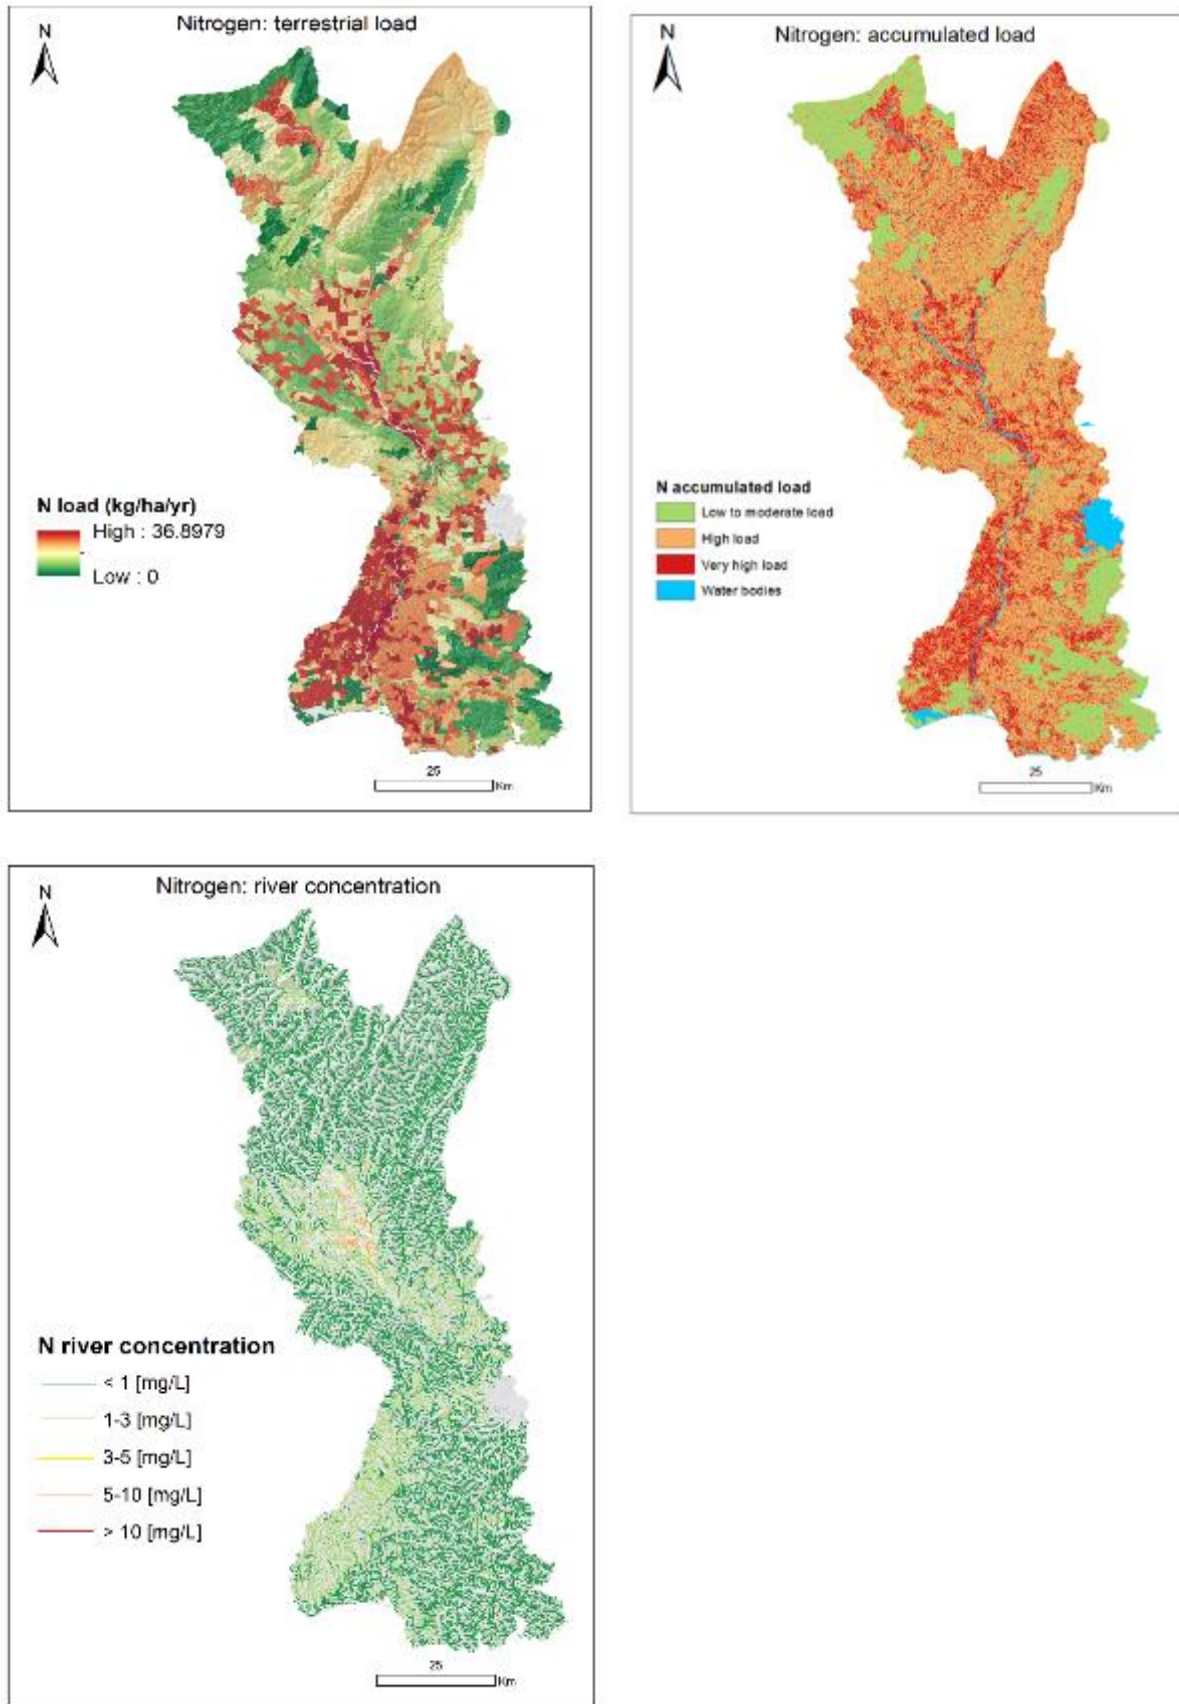 Nitrogen: terrestrial load
N
N load (kg/ha/yr)
High : 36.8979
Low : 0
25
Km
Nitrogen: accumulated load
N
N accumulated load
Low to moderate load
High load
Very high load
Water bodies
25
Km
Nitrogen: river concentration
N
N river concentration
< 1 [mg/L]
1-3 [mg/L]
3-5 [mg/L]
5-10 [mg/L]
> 10 [mg/L]
25
Km